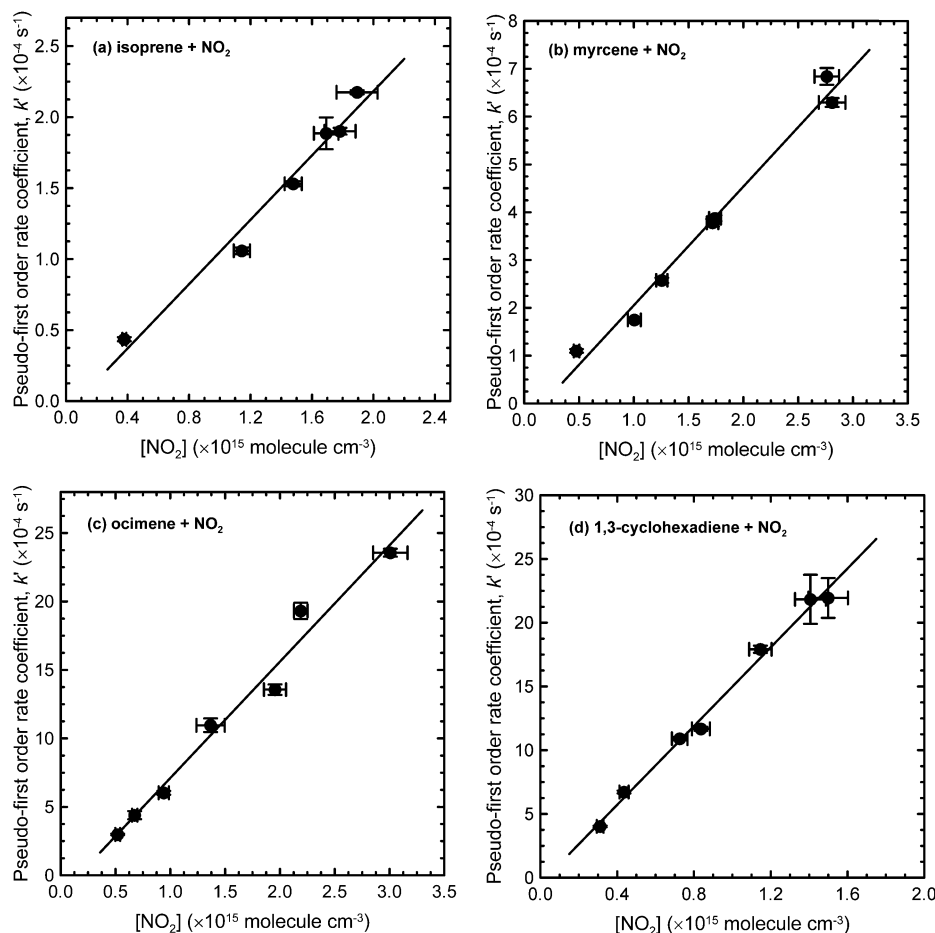 (a) isoprene + NO₂
Pseudo-first order rate coefficient, k' (×10⁻⁴ s⁻¹)
2.5
2.0
1.5
1.0
0.5
0.0
0.0 0.4 0.8 1.2 1.6 2.0 2.4
[NO₂] (×10¹⁵ molecule cm⁻³)
(b) myrcene + NO₂
Pseudo-first order rate coefficient, k' (×10⁻⁴ s⁻¹)
8
7
6
5
4
3
2
1
0
0.0 0.5 1.0 1.5 2.0 2.5 3.0 3.5
[NO₂] (×10¹⁵ molecule cm⁻³)
(c) ocimene + NO₂
Pseudo-first order rate coefficient, k' (×10⁻⁴ s⁻¹)
25
20
15
10
5
0
0.0 0.5 1.0 1.5 2.0 2.5 3.0 3.5
[NO₂] (×10¹⁵ molecule cm⁻³)
(d) 1,3-cyclohexadiene + NO₂
Pseudo-first order rate coefficient, k' (×10⁻⁴ s⁻¹)
30
25
20
15
10
5
0
0.0 0.4 0.8 1.2 1.6 2.0
[NO₂] (×10¹⁵ molecule cm⁻³)